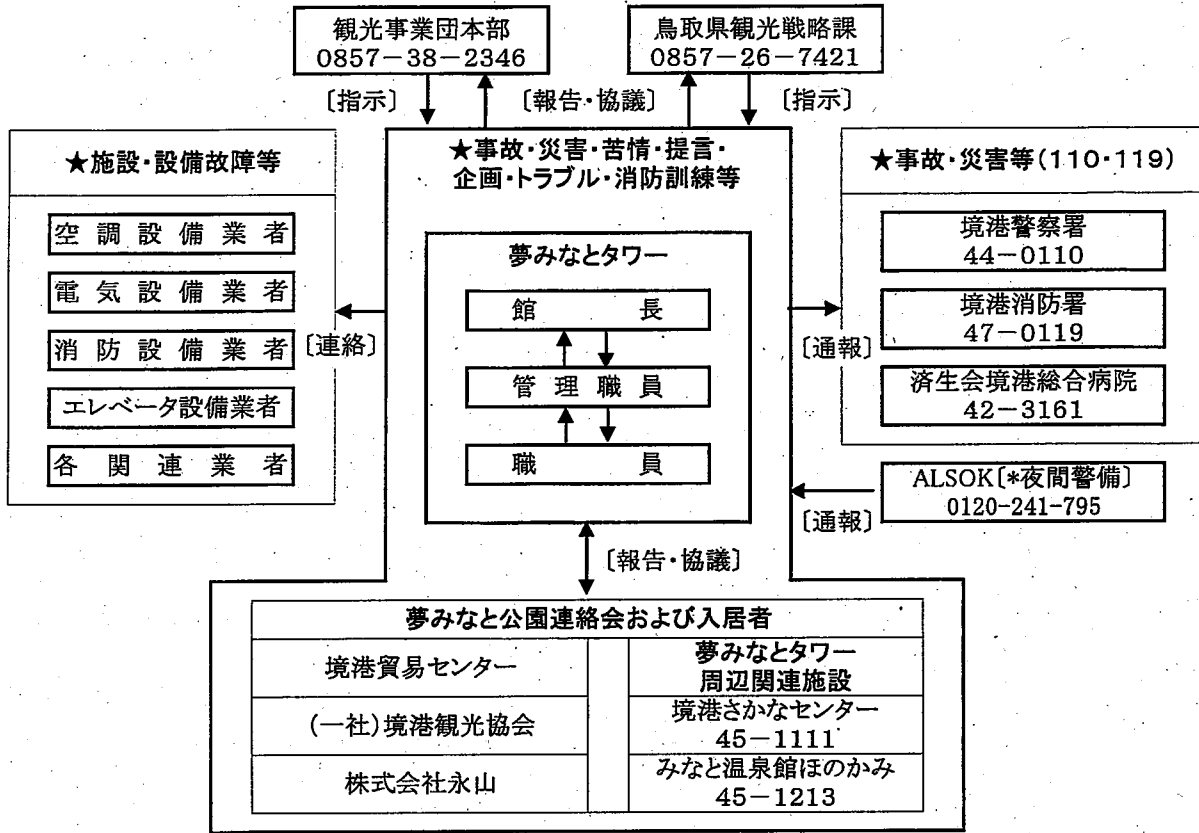 観光事業団本部
0857-38-2346
鳥取県観光戦略課
0857-26-7421
〔指示〕
〔報告・協議〕
〔指示〕
★施設・設備故障等
空調設備業者
電気設備業者
消防設備業者
エレベータ設備業者
各関連業者
〔連絡〕
★事故・災害・苦情・提言・
企画・トラブル・消防訓練等
夢みなとタワー
館長
管理職員
職員
★事故・災害等(110・119)
境港警察署
44-0110
境港消防署
47-0119
済生会境港総合病院
42-3161
〔通報〕
ALSOK〔*夜間警備〕
0120-241-795
〔通報〕
〔報告・協議〕
夢みなと公園連絡会および入居者
境港貿易センター
(一社)境港観光協会
株式会社永山
夢みなとタワー
周辺関連施設
境港さかなセンター
45-1111
みなと温泉館ほのかみ
45-1213